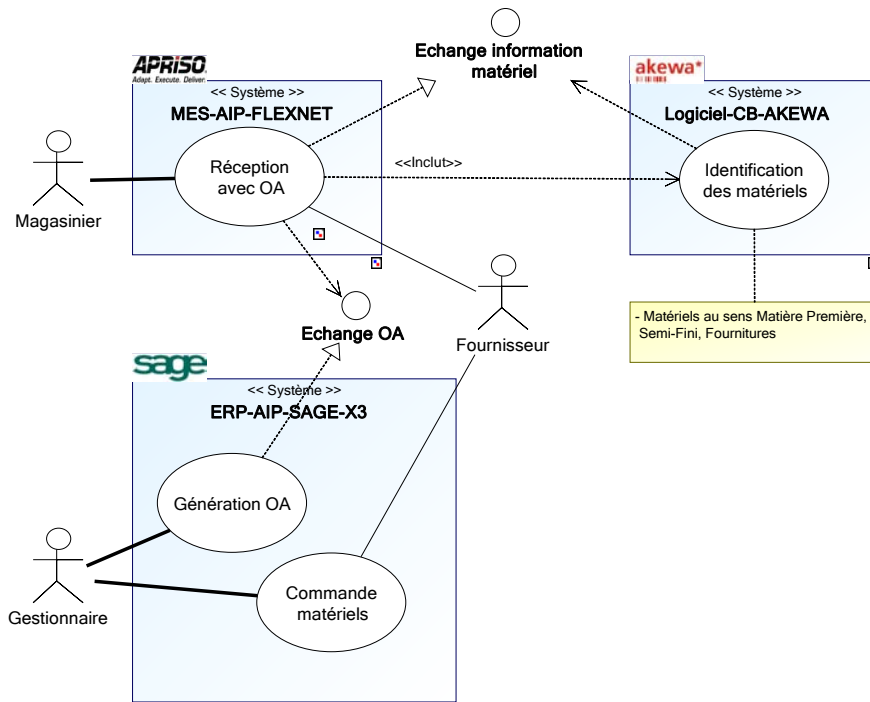 Echange information
matériel
APRISO
Adapt. Execute. Deliver.
<< Système >>
MES-AIP-FLEXNET
Réception
avec OA
Magasinier
<<Inclut>>
akewa*
<< Système >>
Logiciel-CB-AKEWA
Identification
des matériels
- Matériels au sens Matière Première,
Semi-Fini, Fournitures
Echange OA
Fournisseur
sage
<< Système >>
ERP-AIP-SAGE-X3
Génération OA
Commande
matériels
Gestionnaire